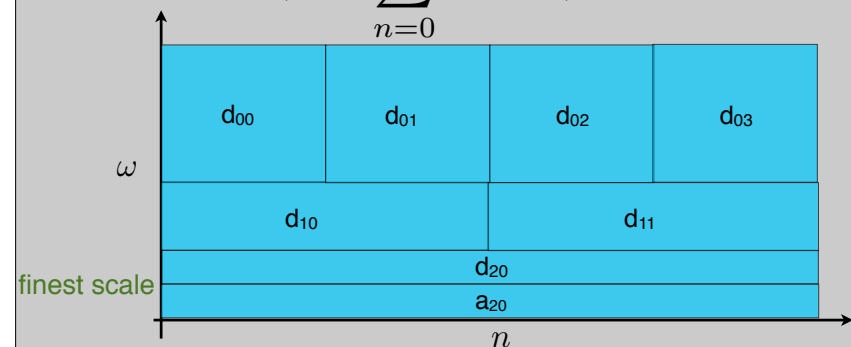 n=0
d₀₀ d₀₁ d₀₂ d₀₃
ω
d₁₀ d₁₁
d₂₀
finest scale
a₂₀
n